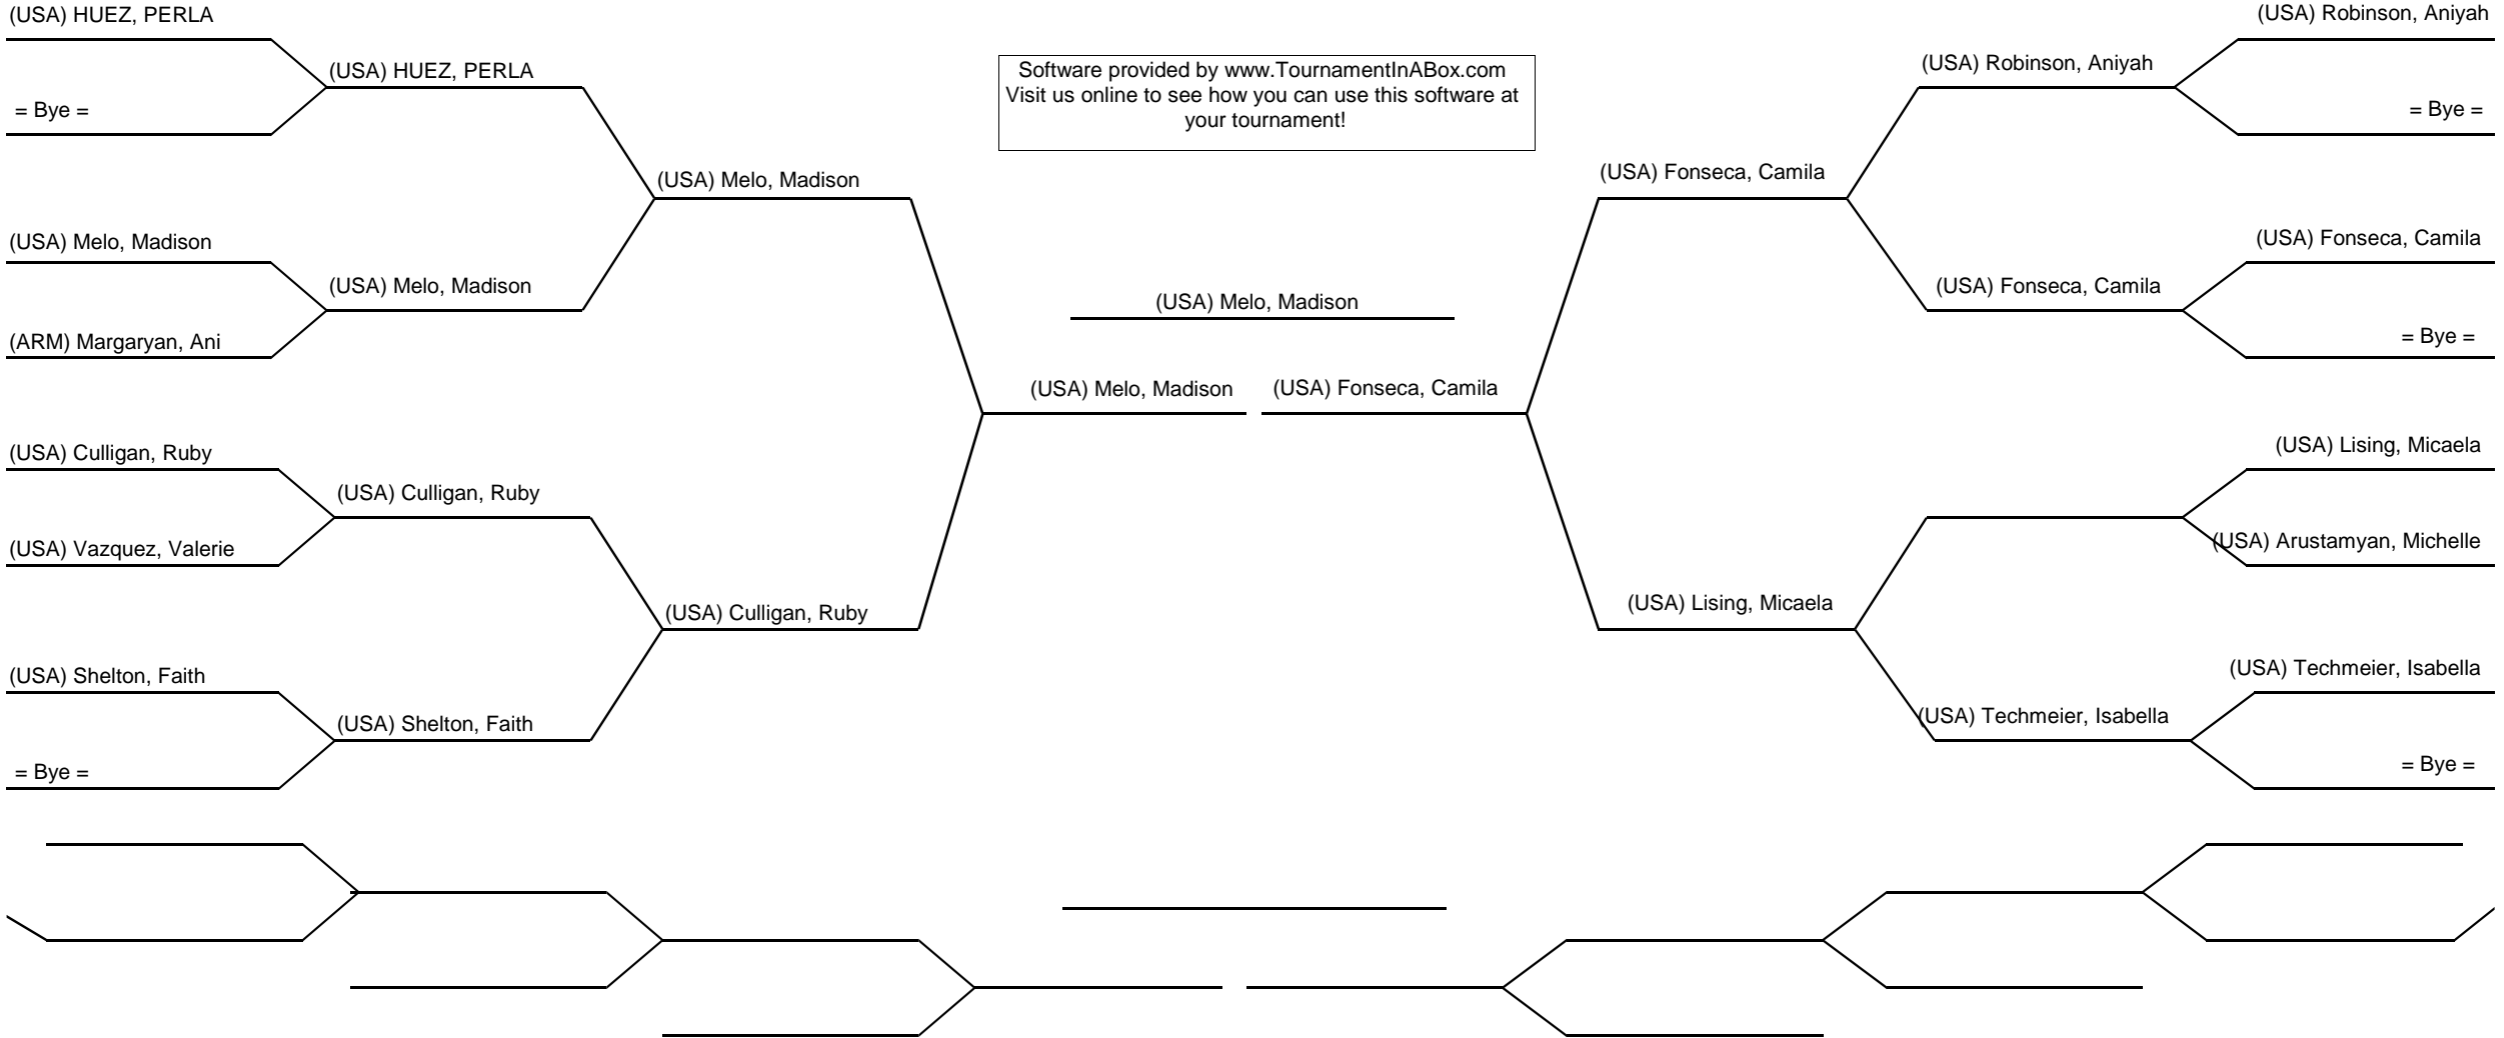 (USA) HUEZ, PERLA
= Bye =
(USA) Melo, Madison
(ARM) Margaryan, Ani
(USA) Culligan, Ruby
(USA) Vazquez, Valerie
(USA) Shelton, Faith
= Bye =
(USA) HUEZ, PERLA
(USA) Melo, Madison
(USA) Culligan, Ruby
(USA) Shelton, Faith
(USA) Melo, Madison
(USA) Culligan, Ruby
Software provided by www.TournamentInABox.com
Visit us online to see how you can use this software at
your tournament!
(USA) Melo, Madison
(USA) Melo, Madison
(USA) Fonseca, Camila
(USA) Fonseca, Camila
(USA) Lising, Micaela
(USA) Robinson, Aniyah
(USA) Fonseca, Camila
(USA) Techmeier, Isabella
(USA) Robinson, Aniyah
= Bye =
(USA) Fonseca, Camila
= Bye =
(USA) Lising, Micaela
(USA) Arustamyan, Michelle
(USA) Techmeier, Isabella
= Bye =